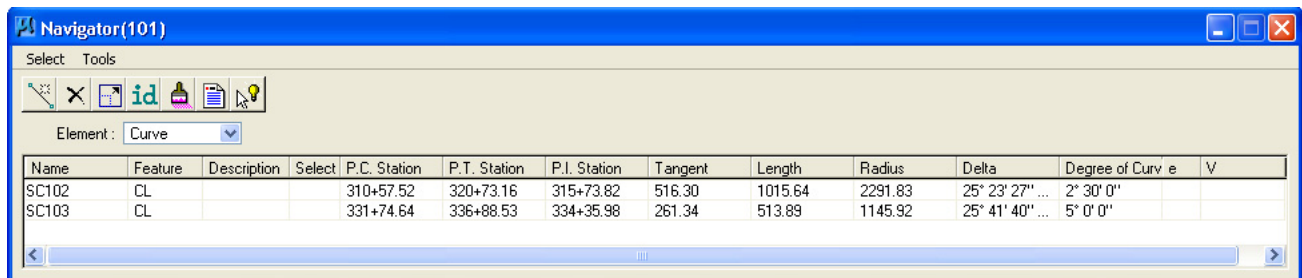 Navigator(101)
Select Tools
id
Element : Curve
Name Feature Description Select P.C. Station P.T. Station P.I. Station Tangent Length Radius Delta Degree of Curv e V
SC102 CL 310+57.52 320+73.16 315+73.82 516.30 1015.64 2291.83 25° 23' 27'' ... 2° 30' 0''
SC103 CL 331+74.64 336+88.53 334+35.98 261.34 513.89 1145.92 25° 41' 40'' ... 5° 0' 0''